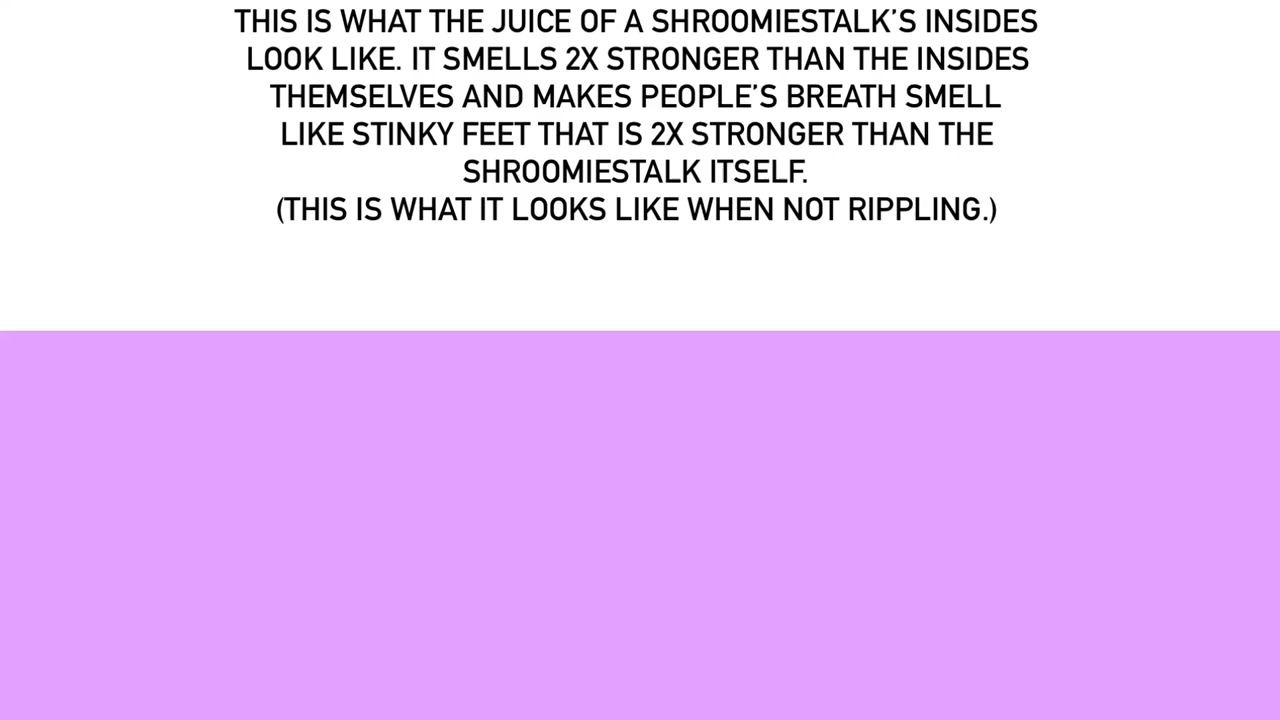 THIS IS WHAT THE JUICE OF A SHROOMIESTALK’S INSIDES
LOOK LIKE. IT SMELLS 2X STRONGER THAN THE INSIDES
THEMSELVES AND MAKES PEOPLE’S BREATH SMELL
LIKE STINKY FEET THAT IS 2X STRONGER THAN THE
SHROOMIESTALK ITSELF.
(THIS IS WHAT IT LOOKS LIKE WHEN NOT RIPPLING.)